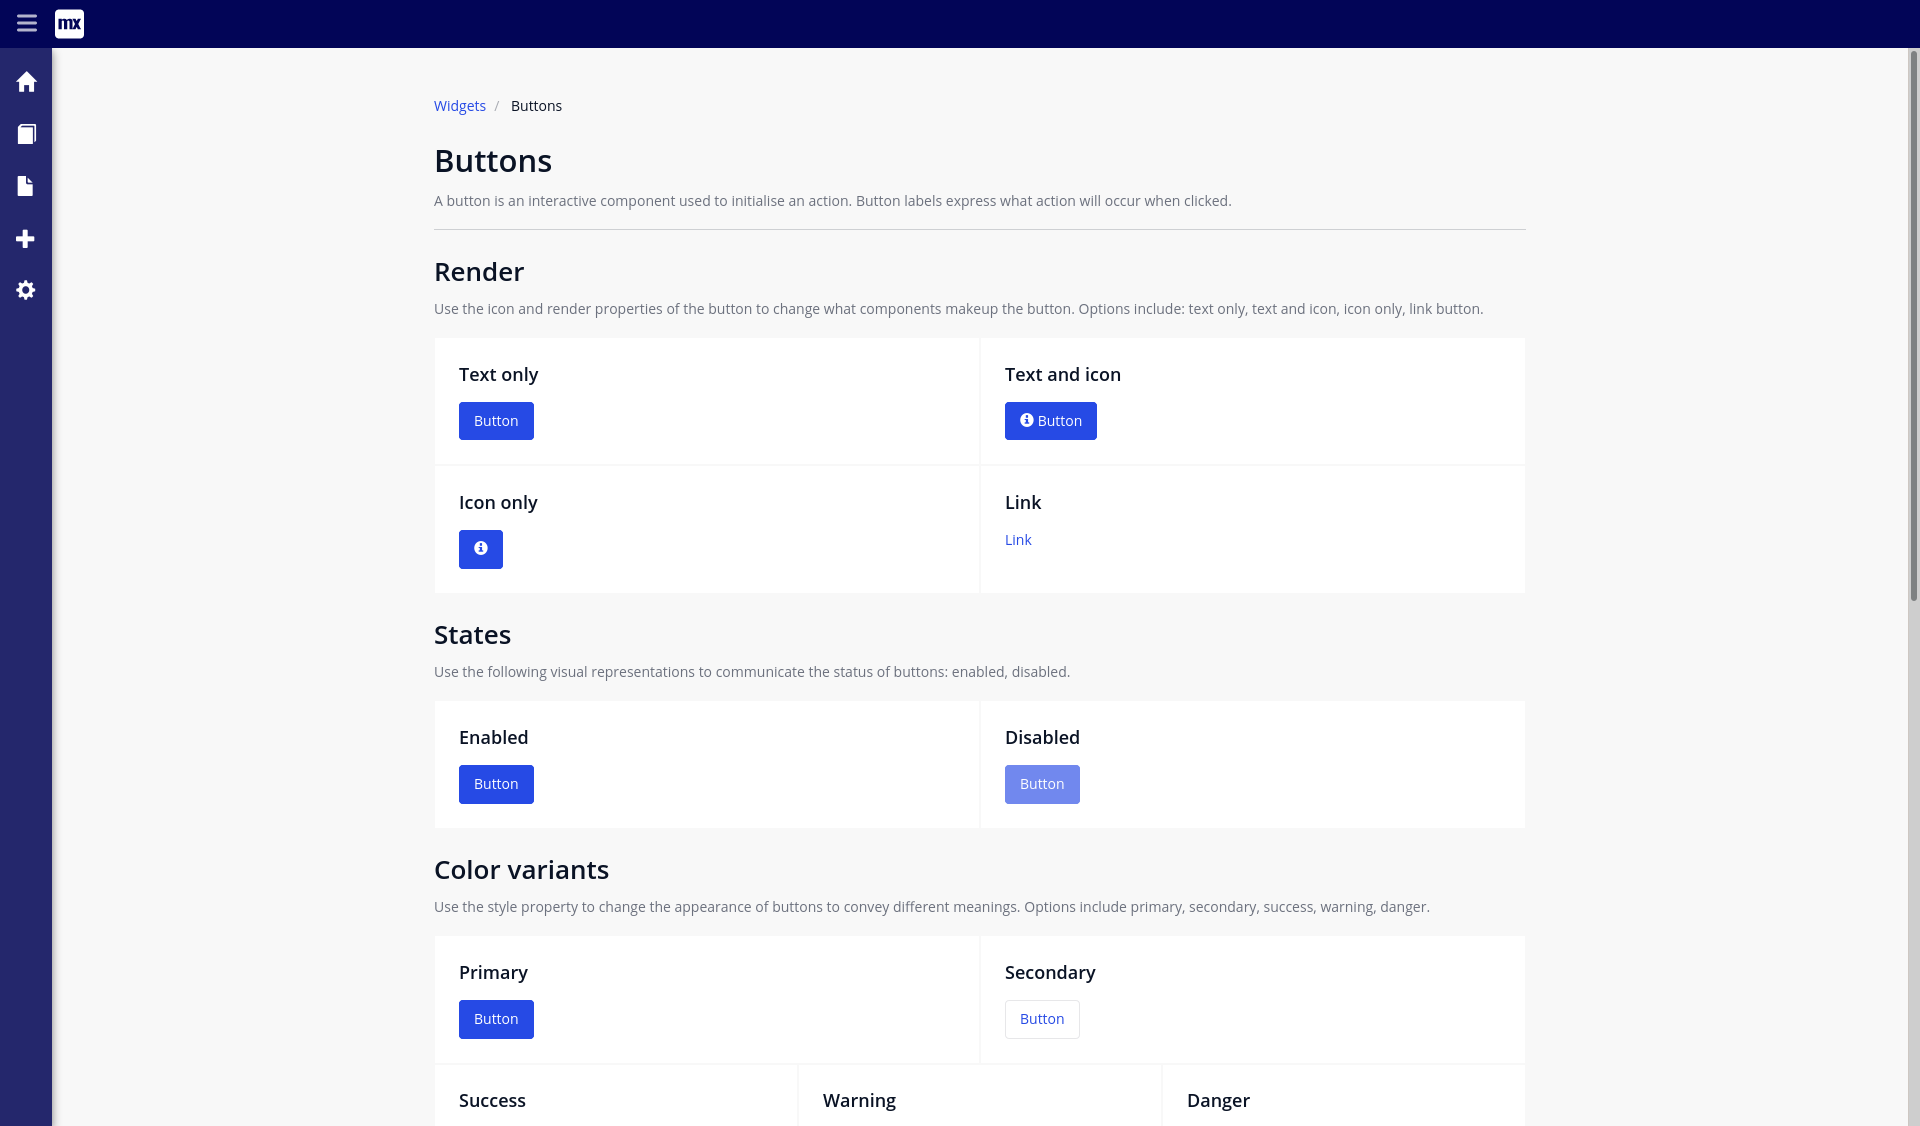 mx
Widgets / Buttons
Buttons
A button is an interactive component used to initialise an action. Button labels express what action will occur when clicked.
Render
Use the icon and render properties of the button to change what components makeup the button. Options include: text only, text and icon, icon only, link button.
Text only
Text and icon
Button
Button
Icon only
Link
Link
States
Use the following visual representations to communicate the status of buttons: enabled, disabled.
Enabled
Disabled
Button
Button
Color variants
Use the style property to change the appearance of buttons to convey different meanings. Options include primary, secondary, success, warning, danger.
Primary
Secondary
Button
Button
Success
Warning
Danger